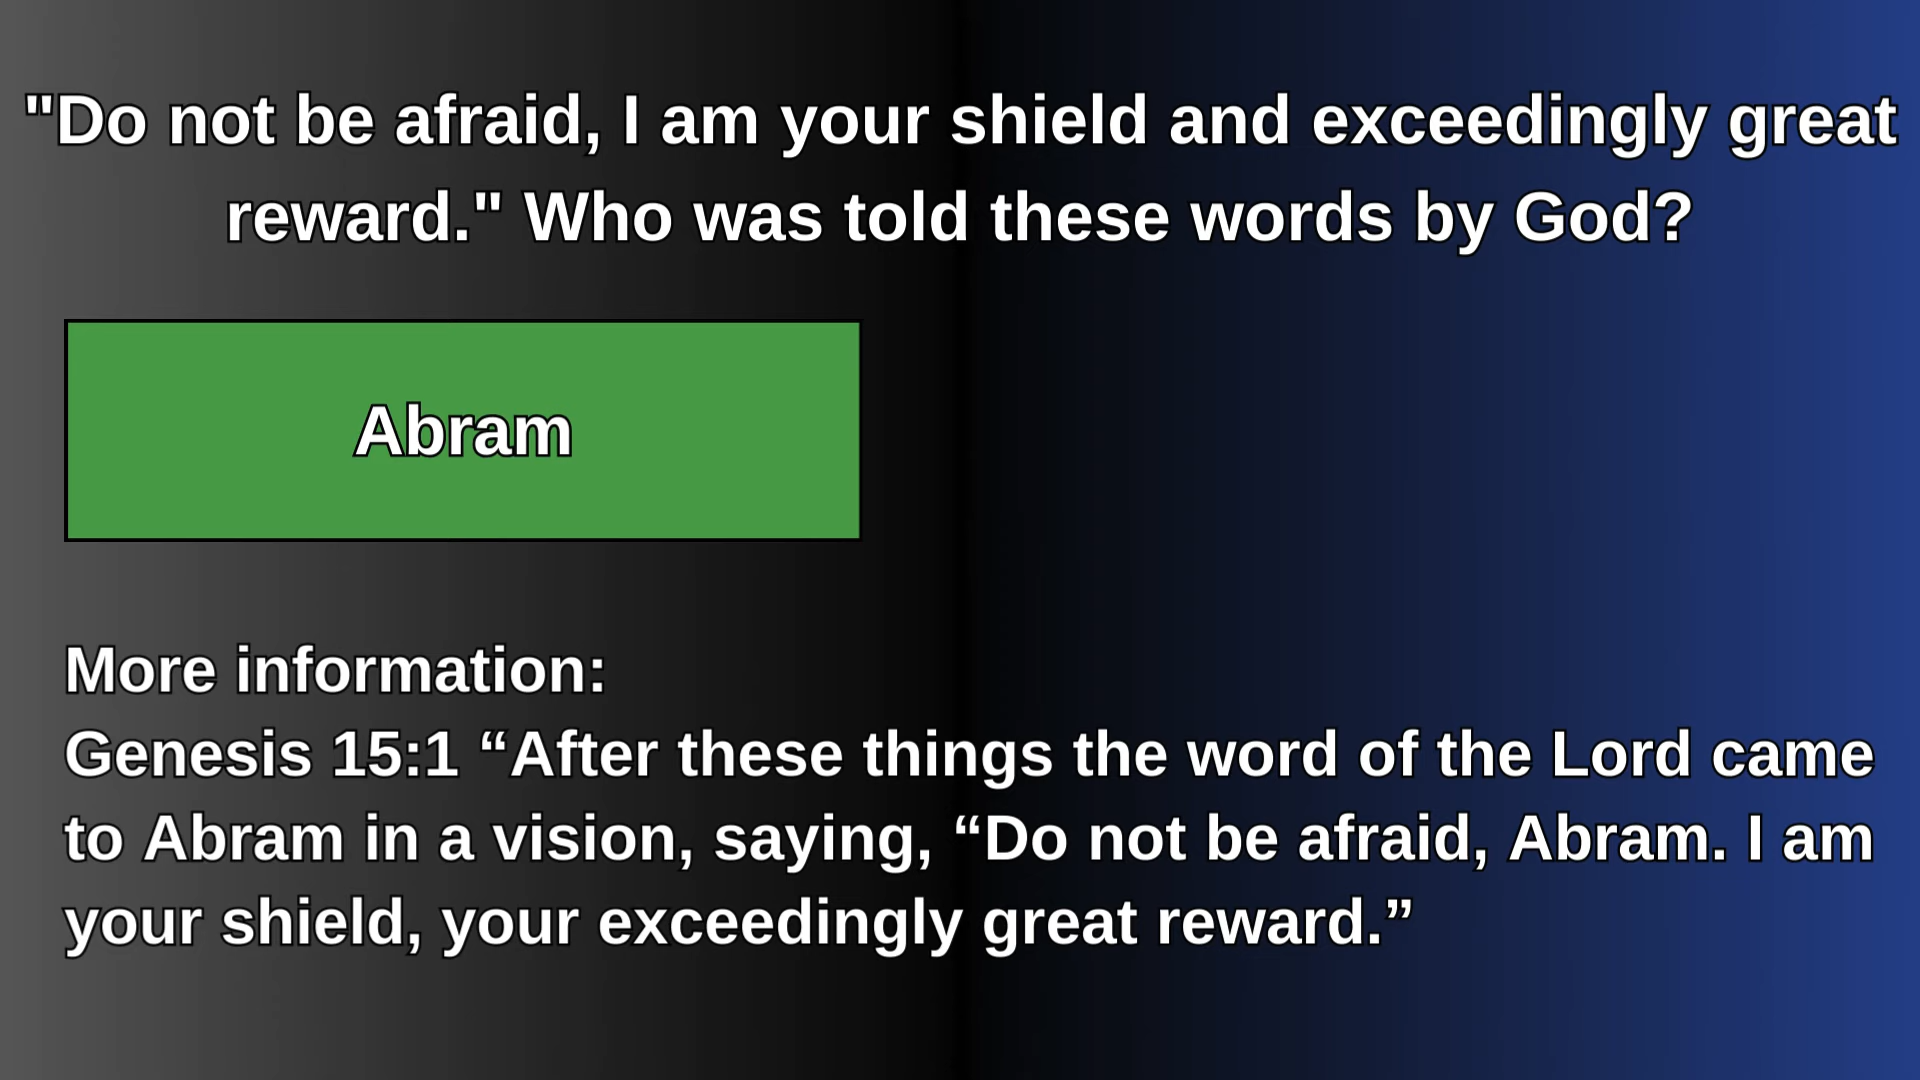 "Do not be afraid, I am your shield and exceedingly great
reward." Who was told these words by God?
Abram
More information:
Genesis 15:1 “After these things the word of the Lord came
to Abram in a vision, saying, “Do not be afraid, Abram. I am
your shield, your exceedingly great reward.”